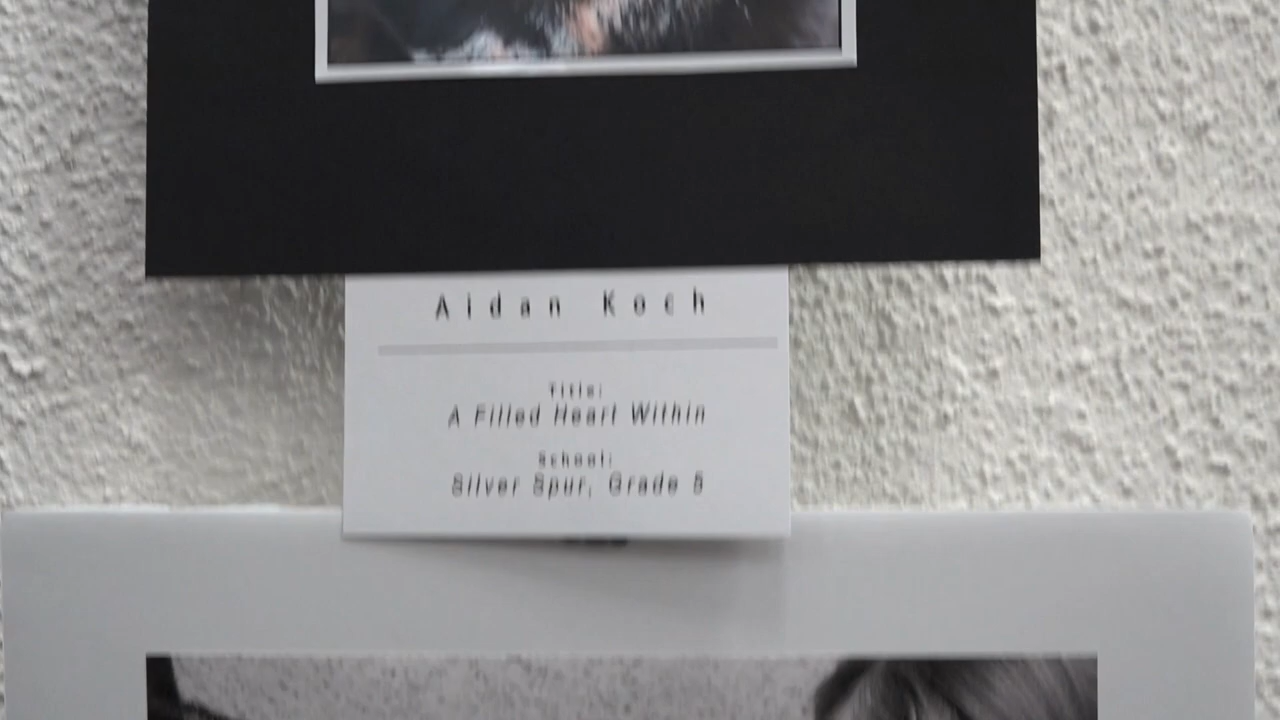 Aidan Koch
Title:
A Filled Heart Within
School:
Silver Spur, Grade 5